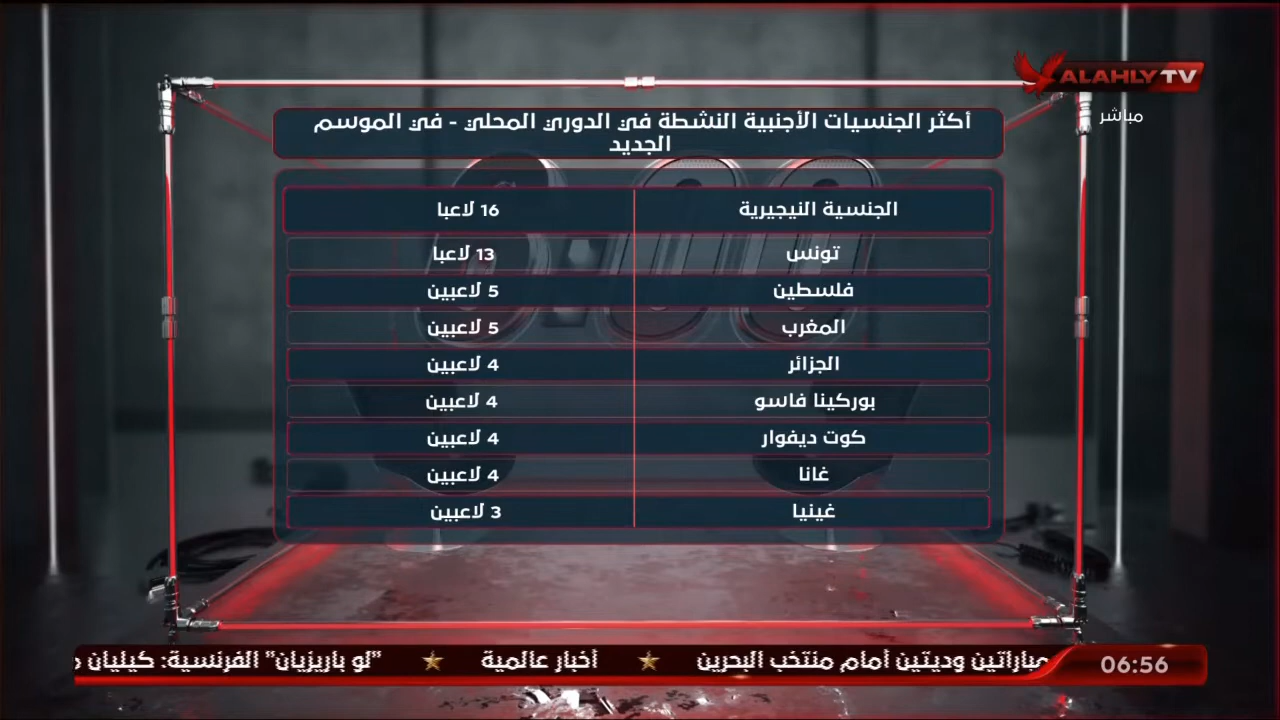 ALAHLY TV
مباشر
أكثر الجنسيات الأجنبية النشطة في الدوري المحلي - في الموسم
الجديد
الجنسية النيجيرية 16 لاعبا
تونس 13 لاعبا
فلسطين 5 لاعبين
المغرب 5 لاعبين
الجزائر 4 لاعبين
بوركينا فاسو 4 لاعبين
كوت ديفوار 4 لاعبين
غانا 4 لاعبين
غينيا 3 لاعبين
مباراتين وديتين أمام منتخب البحرين ★ أخبار عالمية ★ "لو باريزيان" الفرنسية: كيليان
06:56